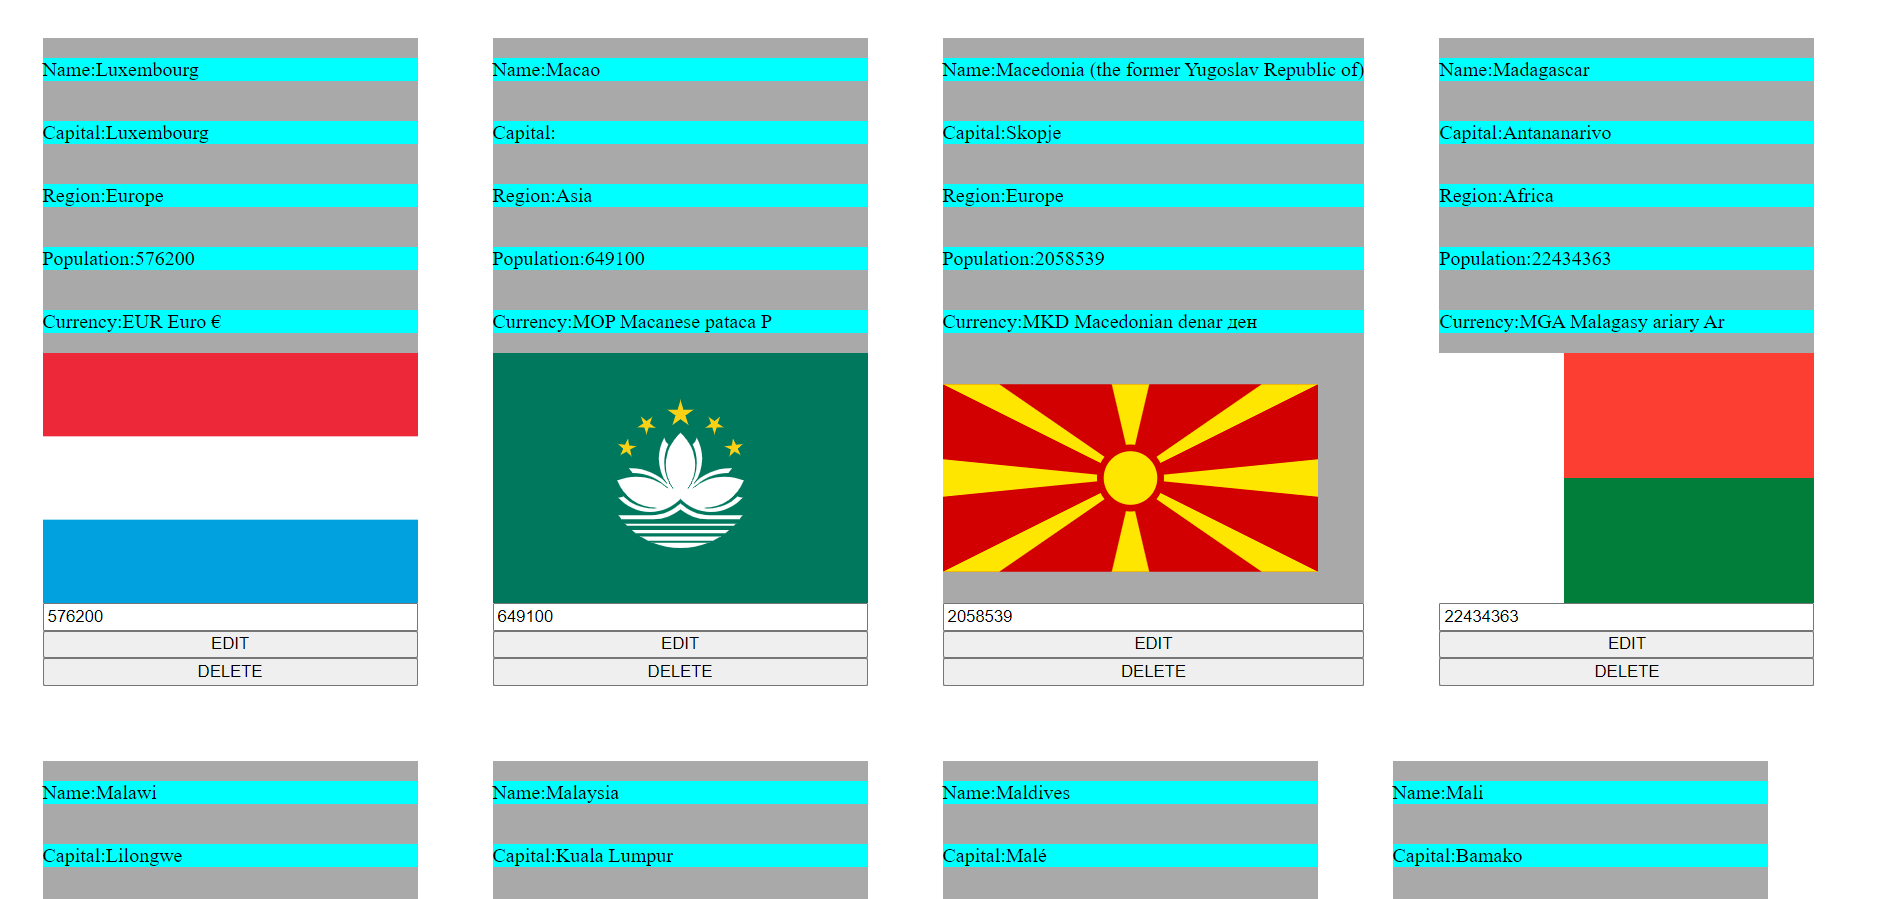 Name:Luxembourg
Capital:Luxembourg
Region:Europe
Population:576200
Currency:EUR Euro €
576200
EDIT
DELETE
Name:Macao
Capital:
Region:Asia
Population:649100
Currency:MOP Macanese pataca P
649100
EDIT
DELETE
Name:Macedonia (the former Yugoslav Republic of)
Capital:Skopje
Region:Europe
Population:2058539
Currency:MKD Macedonian denar ден
2058539
EDIT
DELETE
Name:Madagascar
Capital:Antananarivo
Region:Africa
Population:22434363
Currency:MGA Malagasy ariary Ar
22434363
EDIT
DELETE
Name:Malawi
Capital:Lilongwe
Name:Malaysia
Capital:Kuala Lumpur
Name:Maldives
Capital:Malé
Name:Mali
Capital:Bamako